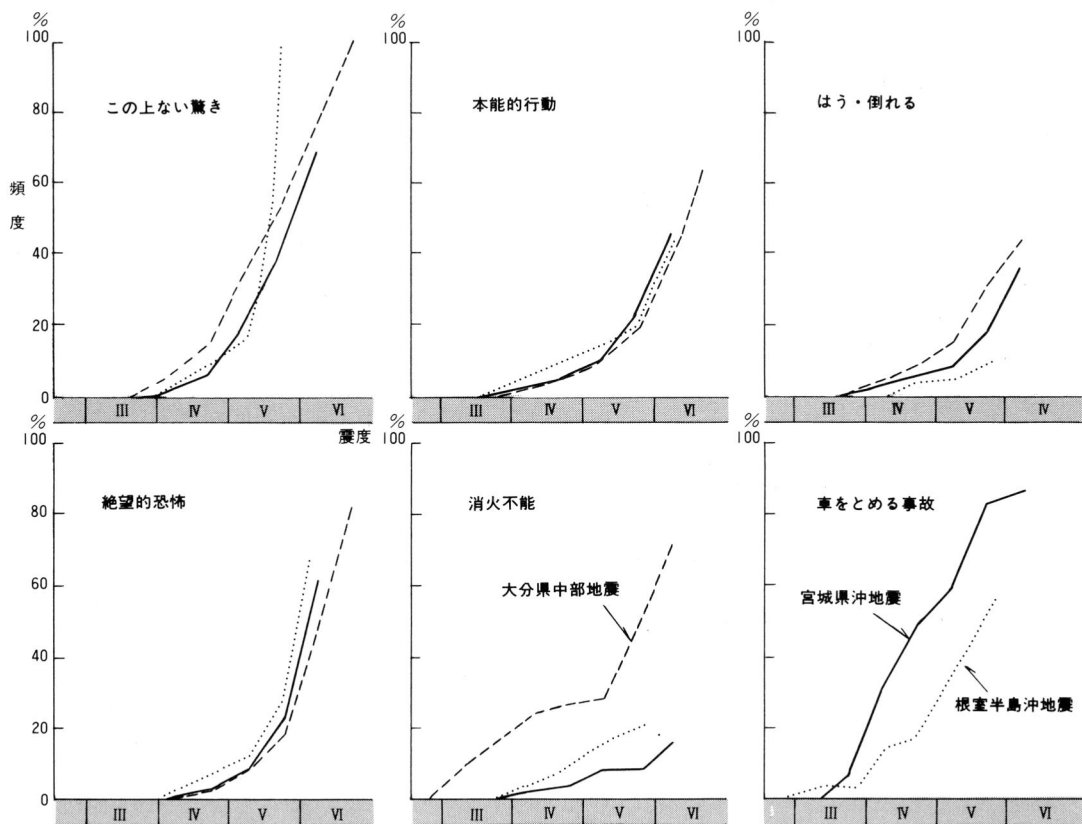 %
100
この上ない驚き
80
60
頻
度
40
20
0
III
IV
V
VI
震度
%
100
本能的行動
III
IV
V
VI
%
100
はう・倒れる
III
IV
V
IV
%
100
絶望的恐怖
80
60
40
20
0
III
IV
V
VI
%
100
消火不能
大分県中部地震
III
IV
V
VI
%
100
車をとめる事故
宮城県沖地震
根室半島沖地震
III
IV
V
VI